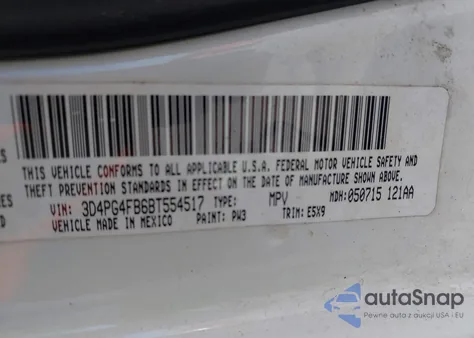 THIS VEHICLE CONFORMS TO ALL APPLICABLE U.S.A. FEDERAL MOTOR VEHICLE SAFETY AND
THEFT PREVENTION STANDARDS IN EFFECT ON THE DATE OF MANUFACTURE SHOWN ABOVE.
VIN: 3D4PG4FB6BT554517 TYPE: MPV MDH: 050715 121AA
VEHICLE MADE IN MEXICO PAINT: PW3 TRIM: E5X9
autoSnap
Pewne auta z aukcji USA i EU